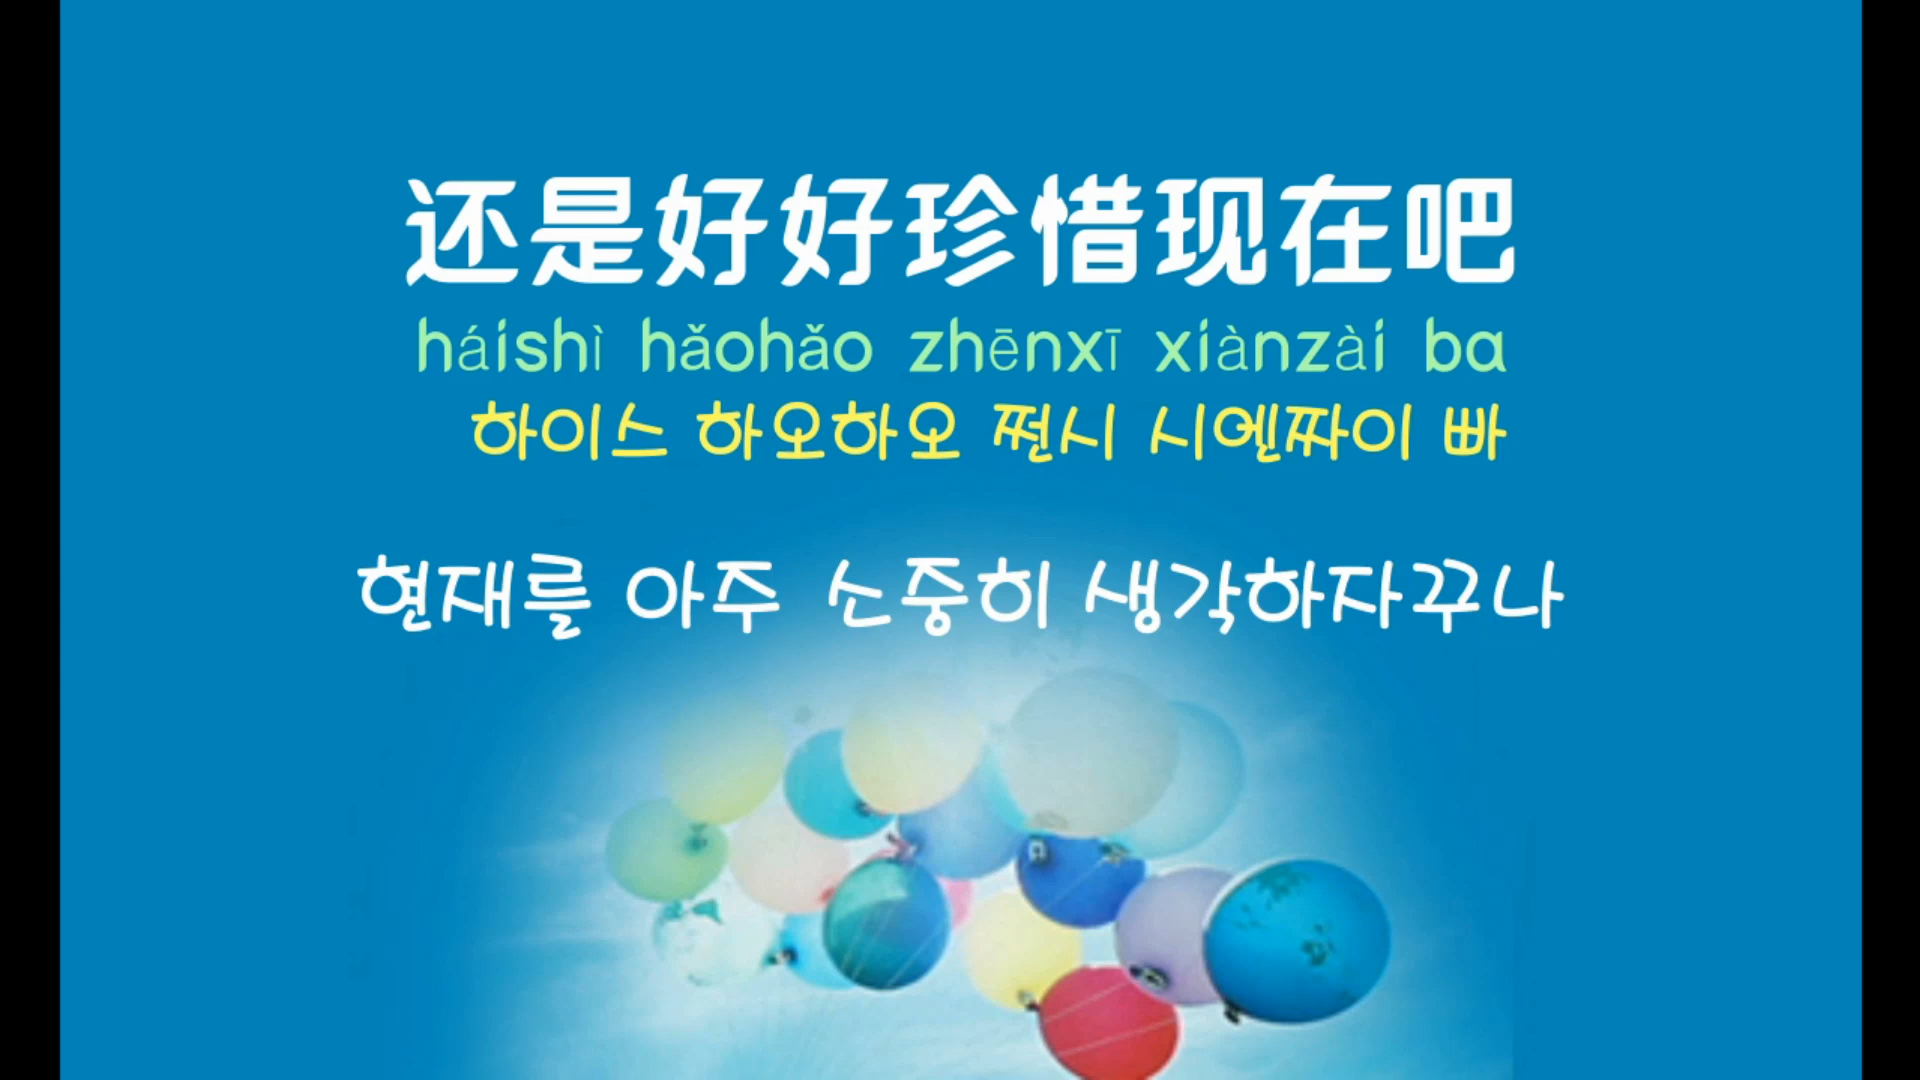 还是好好珍惜现在吧
háishì hǎohǎo zhēnxī xiànzài ba
하이스 하오하오 쩐시 시엔짜이 빠
현재를 아주 소중히 생각하자꾸나